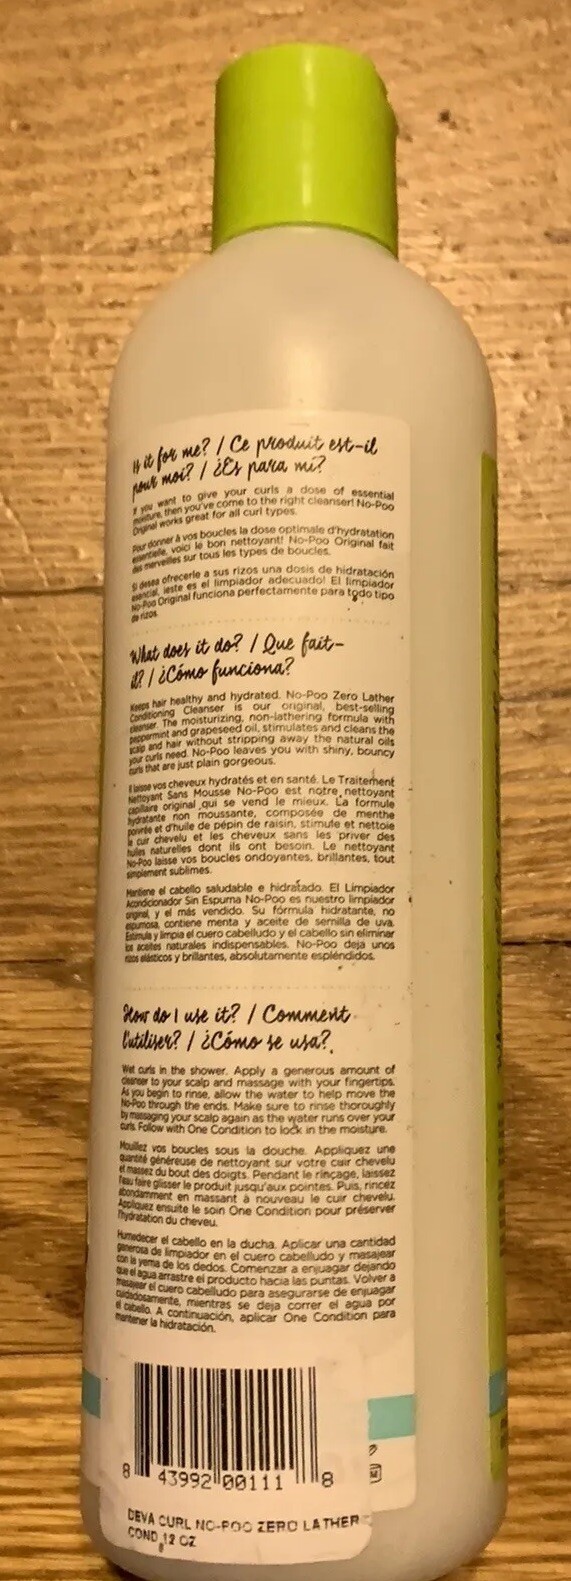 Is it for me? / Ce produit est-il
pour moi? / ¿Es para mí?
If you want to give your curls a dose of essential
moisture, then you've come to the right cleanser! No-Poo
Original works great for all curl types.
Pour donner à vos boucles la dose optimale d'hydratation
essentielle, voici le bon nettoyant! No-Poo Original fait
des merveilles sur tous les types de boucles.
Si desea ofrecerle a sus rizos una dosis de hidratación
esencial, ¡este es el limpiador adecuado! El limpiador
No-Poo Original funciona perfectamente para todo tipo
de rizos.
What does it do? / Que fait-
il? / ¿Cómo funciona?
Keeps hair healthy and hydrated. No-Poo Zero Lather
Conditioning Cleanser is our original, best-selling
cleanser. The moisturizing, non-lathering formula with
peppermint and grapeseed oil, stimulates and cleans the
scalp and hair without stripping away the natural oils
your curls need. No-Poo leaves you with shiny, bouncy
curls that are just plain gorgeous.
Il laisse vos cheveux hydratés et en santé. Le Traitement
Nettoyant Sans Mousse No-Poo est notre nettoyant
capillaire original qui se vend le mieux. La formule
hydratante non moussante, composée de menthe
poivrée et d'huile de pépin de raisin, stimule et nettoie
le cuir chevelu et les cheveux sans les priver des
huiles naturelles dont ils ont besoin. Le nettoyant
No-Poo laisse vos boucles ondoyantes, brillantes, tout
simplement sublimes.
Mantiene el cabello saludable e hidratado. El Limpiador
Acondicionador Sin Espuma No-Poo es nuestro limpiador
original, y el más vendido. Su fórmula hidratante, no
espumosa, contiene menta y aceite de semilla de uva.
Estimula y limpia el cuero cabelludo y el cabello sin eliminar
los aceites naturales indispensables. No-Poo deja unos
rizos elásticos y brillantes, absolutamente espléndidos.
How do I use it? / Comment
l'utiliser? / ¿Cómo se usa?
Wet curls in the shower. Apply a generous amount of
cleanser to your scalp and massage with your fingertips.
As you begin to rinse, allow the water to help move the
No-Poo through the ends. Make sure to rinse thoroughly
by massaging your scalp again as the water runs over your
curls. Follow with One Condition to lock in the moisture.
Mouillez vos boucles sous la douche. Appliquez une
quantité généreuse de nettoyant sur votre cuir chevelu
et massez du bout des doigts. Pendant le rinçage, laissez
l'eau faire glisser le produit jusqu'aux pointes. Puis, rincez
abondamment en massant à nouveau le cuir chevelu.
Appliquez ensuite le soin One Condition pour préserver
l'hydratation du cheveu.
Humedecer el cabello en la ducha. Aplicar una cantidad
generosa de limpiador en el cuero cabelludo y masajear
con la yema de los dedos. Comenzar a enjuagar dejando
que el agua arrastre el producto hacia las puntas. Volver a
masajear el cuero cabelludo para asegurarse de enjuagar
cuidadosamente, mientras se deja correr el agua por
el cabello. A continuación, aplicar One Condition para
mantener la hidratación.
8 43992 00111 8
DEVA CURL NO-POO ZERO LATHER
COND 12 OZ